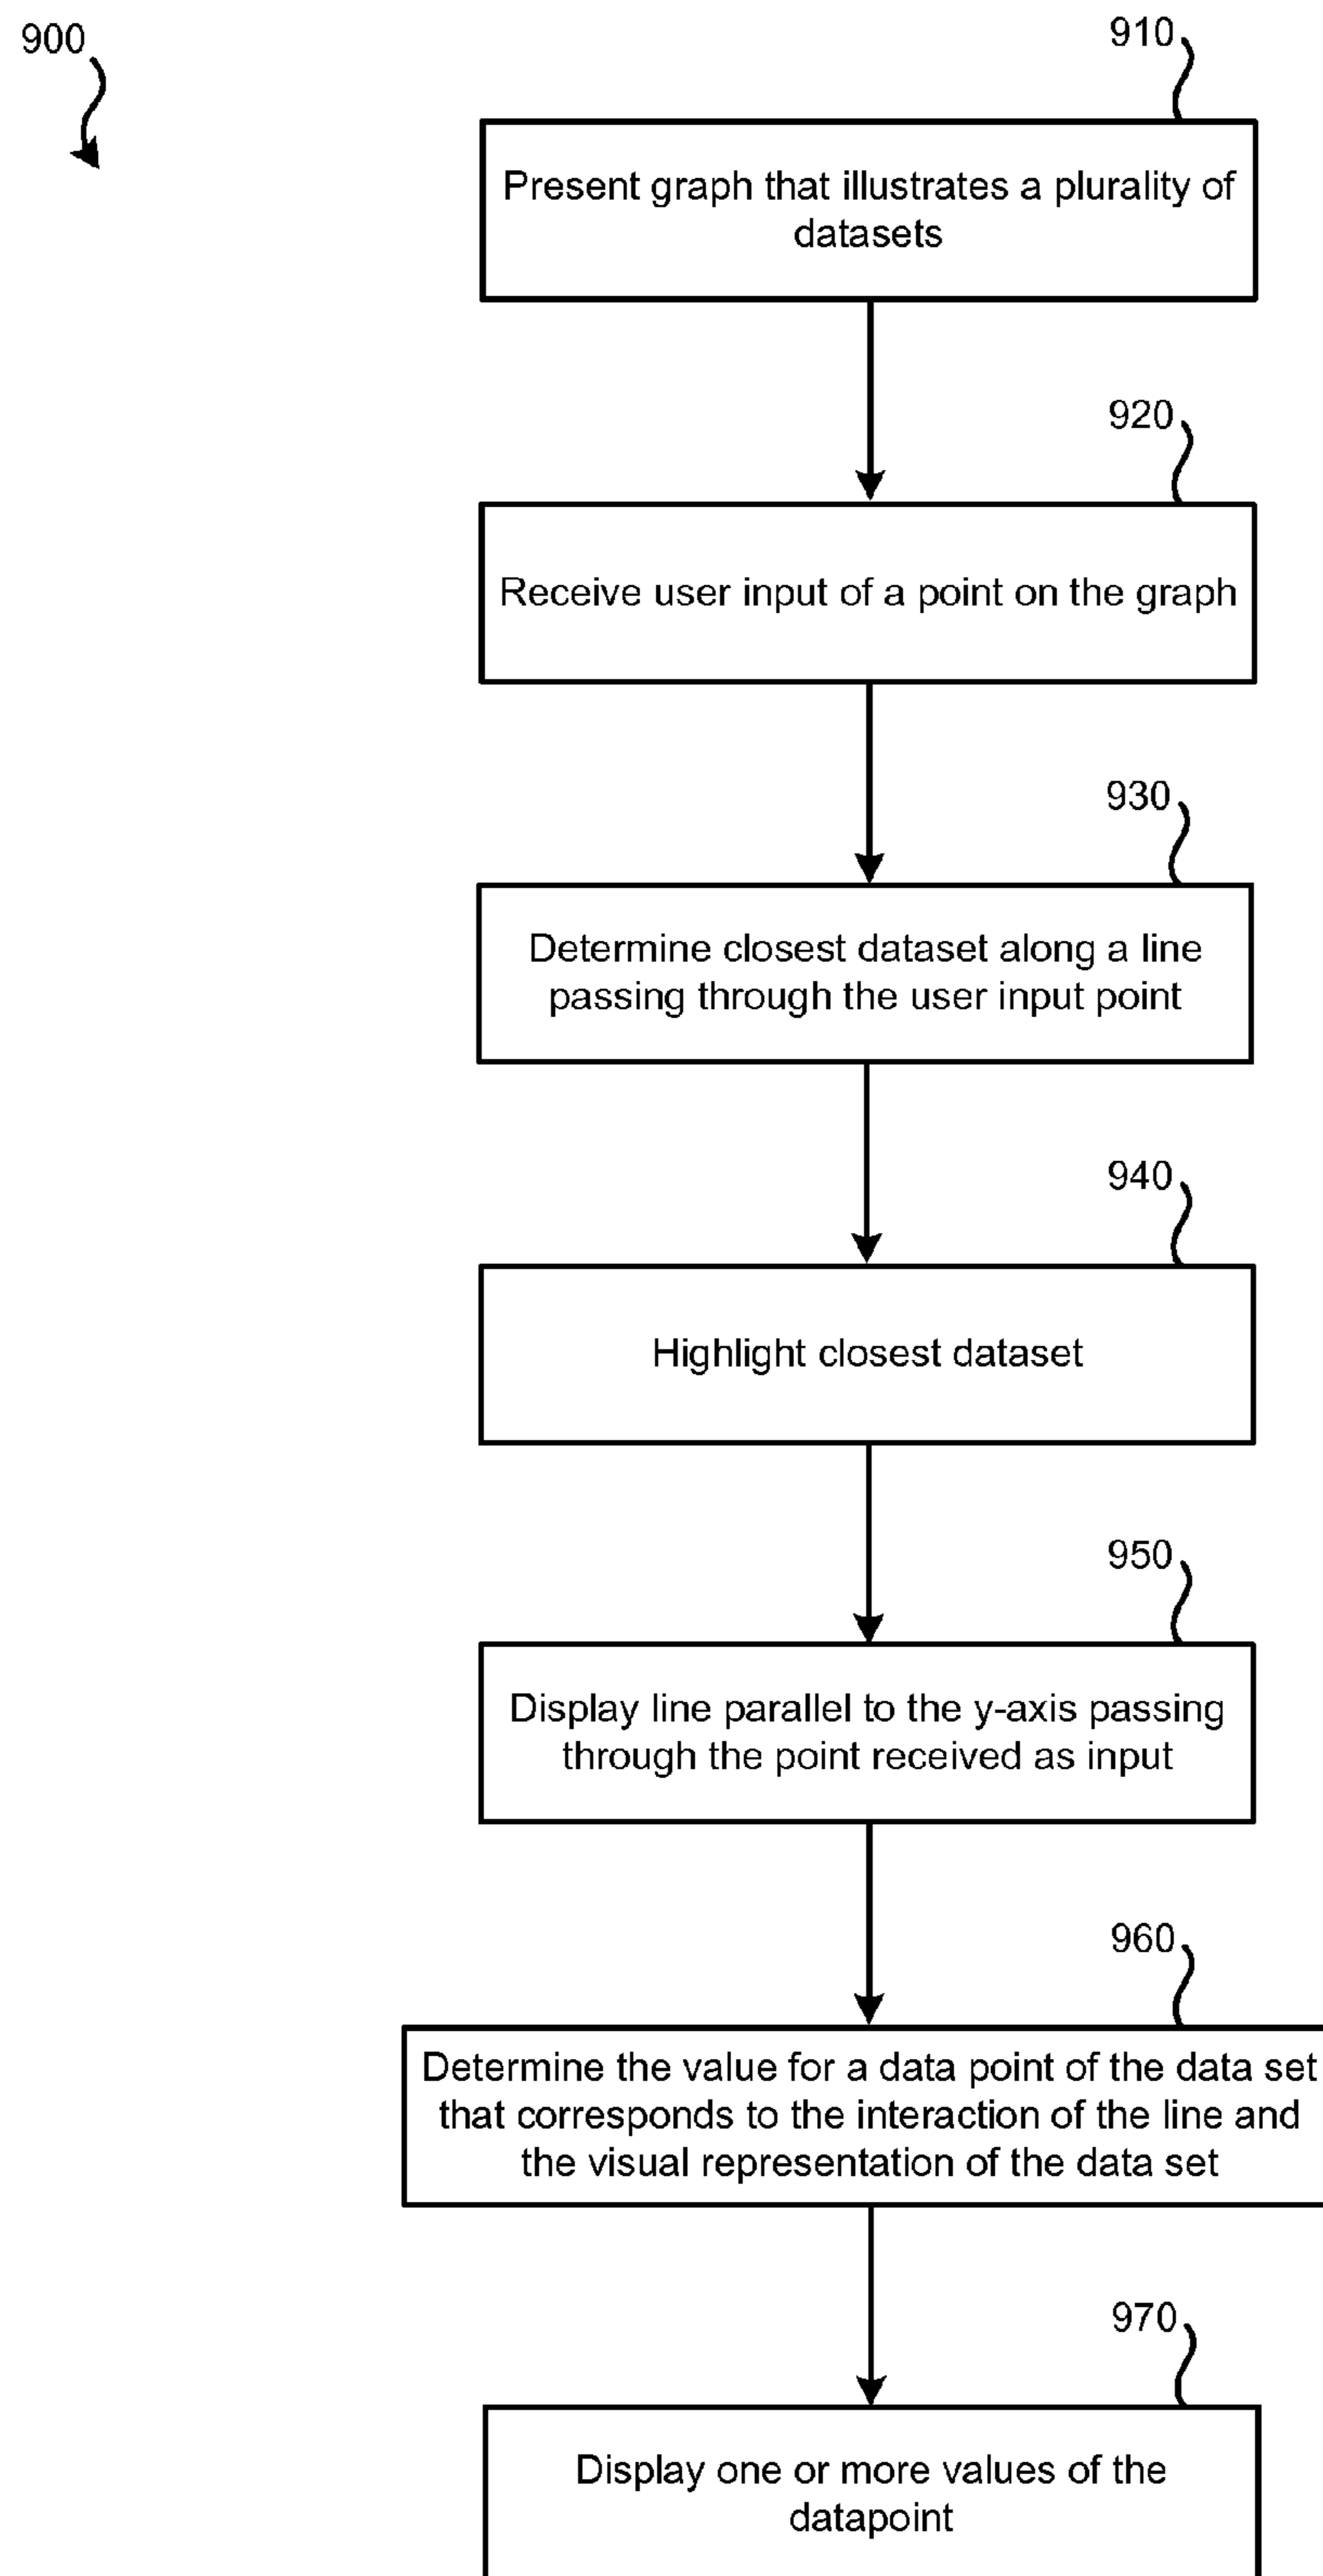 900
910
Present graph that illustrates a plurality of
datasets
920
Receive user input of a point on the graph
930
Determine closest dataset along a line
passing through the user input point
940
Highlight closest dataset
950
Display line parallel to the y-axis passing
through the point received as input
960
Determine the value for a data point of the data set
that corresponds to the interaction of the line and
the visual representation of the data set
970
Display one or more values of the
datapoint